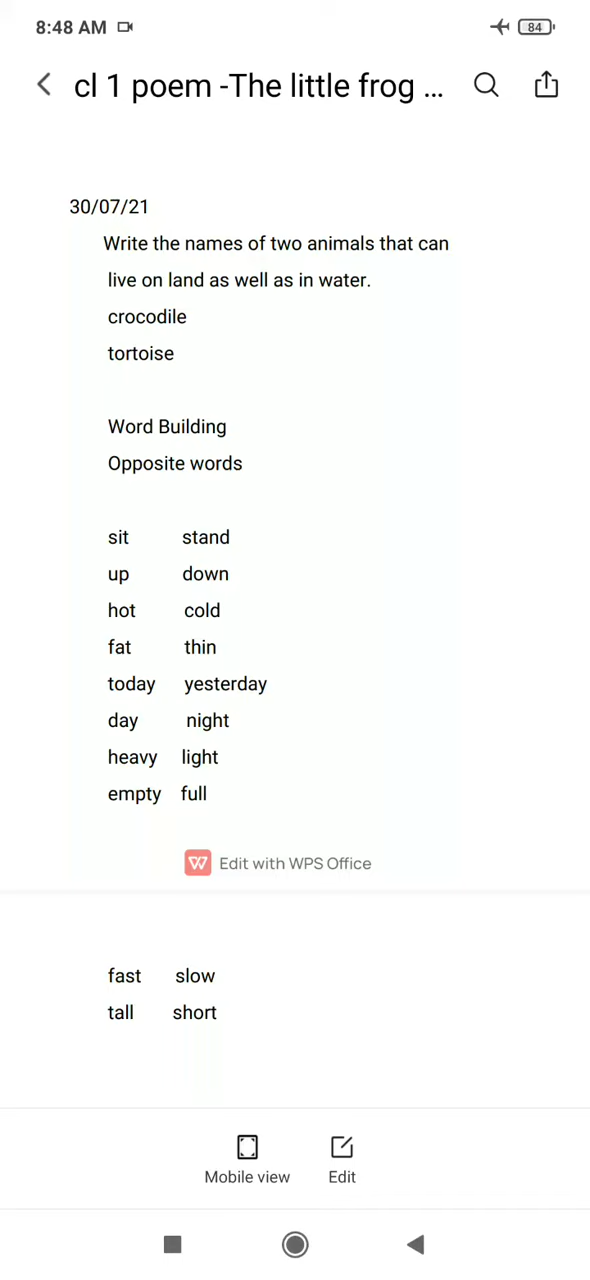 8:48 AM 84
cl 1 poem -The little frog ...
30/07/21
Write the names of two animals that can
live on land as well as in water.
crocodile
tortoise
Word Building
Opposite words
sit stand
up down
hot cold
fat thin
today yesterday
day night
heavy light
empty full
W Edit with WPS Office
fast slow
tall short
Mobile view Edit